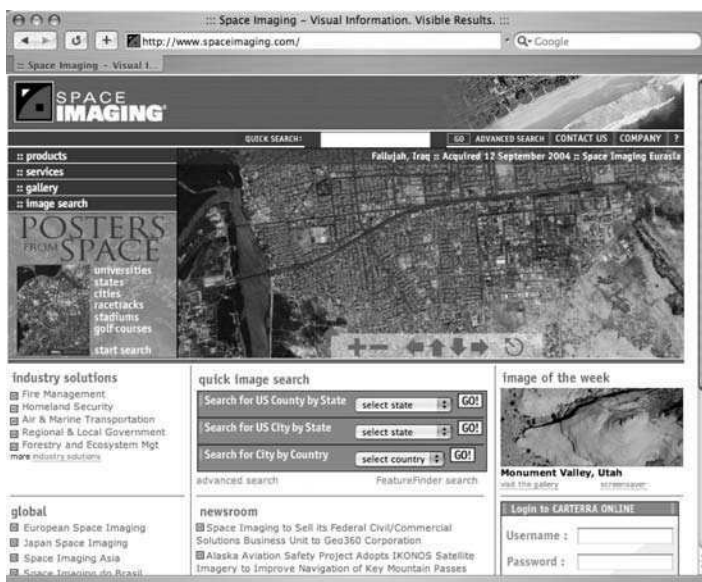 ::: Space Imaging – Visual Information. Visible Results. :::
http://www.spaceimaging.com/
Google
::: Space Imaging – Visual I...
SPACE
IMAGING
QUICK SEARCH:
GO
ADVANCED SEARCH
CONTACT US
COMPANY
?
:: products
:: services
:: gallery
:: image search
Fallujah, Iraq :: Acquired 12 September 2004 :: Space Imaging Eurasia
POSTERS
FROM SPACE
universities
states
cities
racetracks
stadiums
golf courses
start search
industry solutions
Fire Management
Homeland Security
Air & Marine Transportation
Regional & Local Government
Forestry and Ecosystem Mgt
more industry solutions
quick image search
Search for US County by State
select state
GO!
Search for US City by State
select state
GO!
Search for City by Country
select country
GO!
advanced search
FeatureFinder search
image of the week
Monument Valley, Utah
visit the gallery
screensaver
global
European Space Imaging
Japan Space Imaging
Space Imaging Asia
Space Imaging do Brasil
newsroom
Space Imaging to Sell its Federal Civil/Commercial
Solutions Business Unit to Geo360 Corporation
Alaska Aviation Safety Project Adopts IKONOS Satellite
Imagery to Improve Navigation of Key Mountain Passes
Login to CARTERRA ONLINE
Username :
Password :